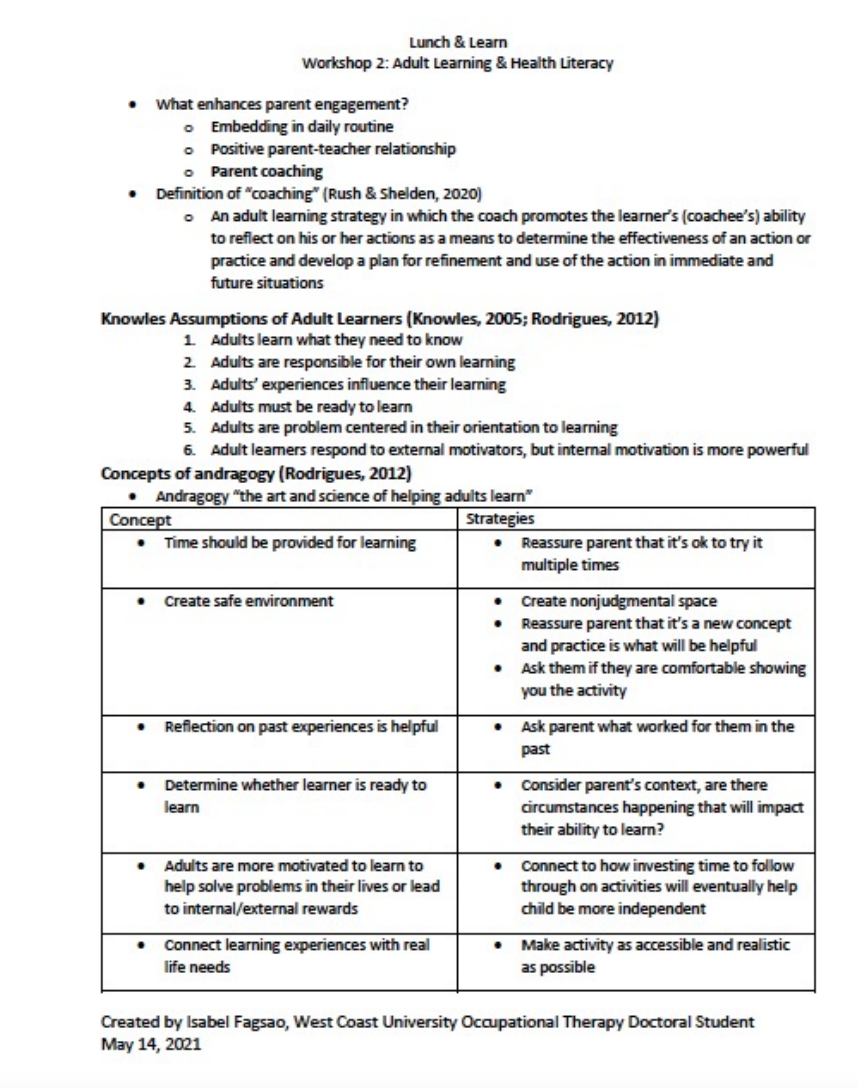 Lunch & Learn
Workshop 2: Adult Learning & Health Literacy
• What enhances parent engagement?
o Embedding in daily routine
o Positive parent-teacher relationship
o Parent coaching
• Definition of "coaching" (Rush & Shelden, 2020)
o An adult learning strategy in which the coach promotes the learner's (coachee's) ability
to reflect on his or her actions as a means to determine the effectiveness of an action or
practice and develop a plan for refinement and use of the action in immediate and
future situations
Knowles Assumptions of Adult Learners (Knowles, 2005; Rodrigues, 2012)
1. Adults learn what they need to know
2. Adults are responsible for their own learning
3. Adults' experiences influence their learning
4. Adults must be ready to learn
5. Adults are problem centered in their orientation to learning
6. Adult learners respond to external motivators, but internal motivation is more powerful
Concepts of andragogy (Rodrigues, 2012)
• Andragogy "the art and science of helping adults learn"
Concept
Strategies
• Time should be provided for learning
• Reassure parent that it's ok to try it
multiple times
• Create safe environment
• Create nonjudgmental space
• Reassure parent that it's a new concept
and practice is what will be helpful
• Ask them if they are comfortable showing
you the activity
• Reflection on past experiences is helpful
• Ask parent what worked for them in the
past
• Determine whether learner is ready to
learn
• Consider parent's context, are there
circumstances happening that will impact
their ability to learn?
• Adults are more motivated to learn to
help solve problems in their lives or lead
to internal/external rewards
• Connect to how investing time to follow
through on activities will eventually help
child be more independent
• Connect learning experiences with real
life needs
• Make activity as accessible and realistic
as possible
Created by Isabel Fagsao, West Coast University Occupational Therapy Doctoral Student
May 14, 2021